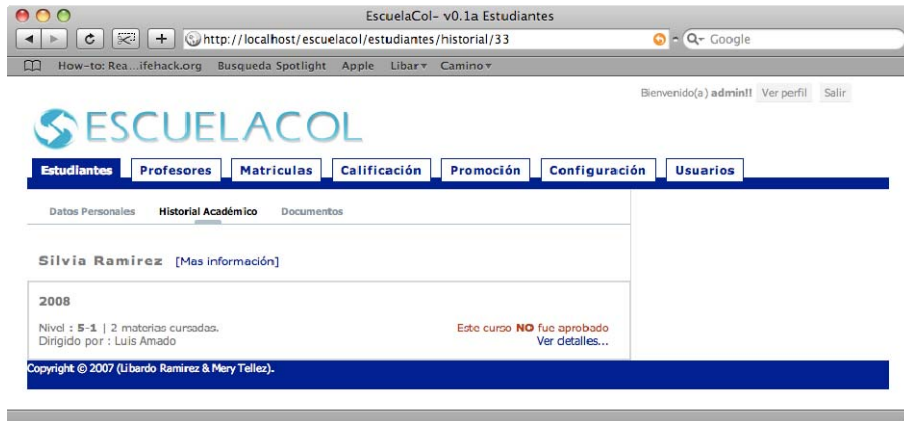 EscuelaCol- v0.1a Estudiantes
http://localhost/escuelacol/estudiantes/historial/33 Google
How-to: Rea...ifehack.org Busqueda Spotlight Apple Libar Camino
Bienvenido(a) admin!! Ver perfil Salir
ESCUELACOL
Estudiantes Profesores Matriculas Calificación Promoción Configuración Usuarios
Datos Personales Historial Académico Documentos
Silvia Ramirez [Mas información]
2008
Nivel : 5-1 | 2 materias cursadas. Este curso NO fue aprobado
Dirigido por : Luis Amado Ver detalles...
Copyright © 2007 (Libardo Ramirez & Mery Tellez).